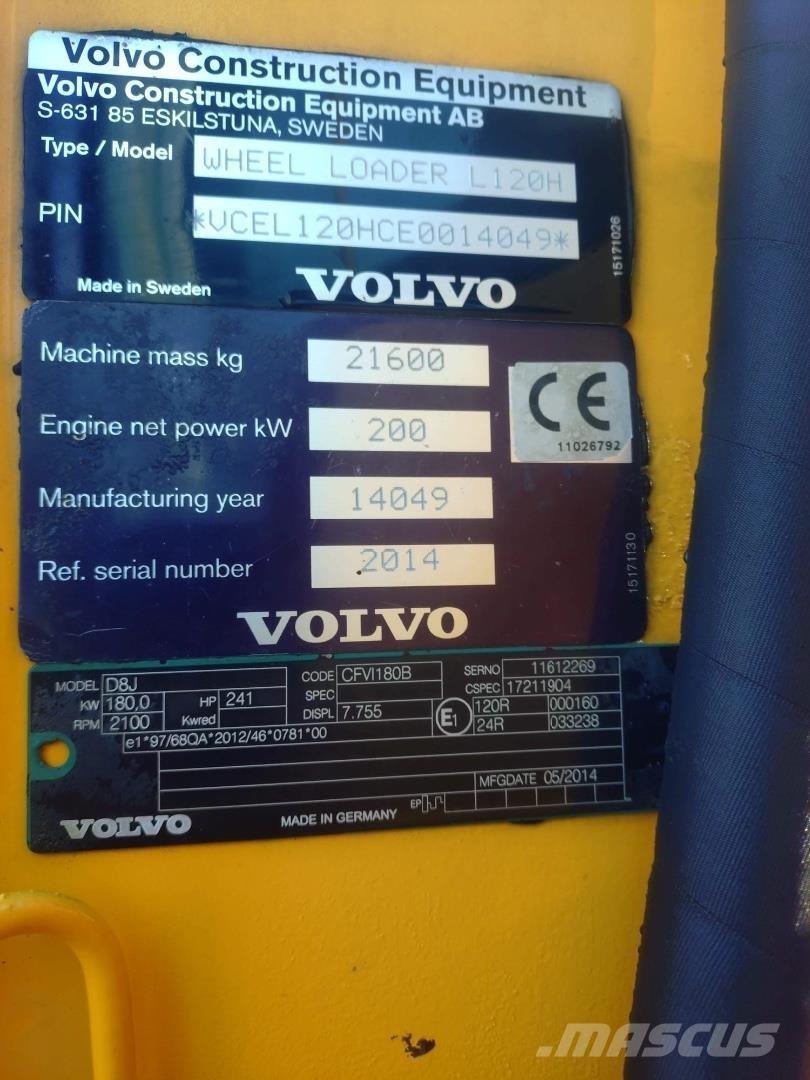 Volvo Construction Equipment
Volvo Construction Equipment AB
S-631 85 ESKILSTUNA, SWEDEN
Type / Model WHEEL LOADER L120H
PIN *VCEL120HCE0014049*
15171026
Made in Sweden VOLVO
Machine mass kg 21600
Engine net power kW 200
CE
11026792
Manufacturing year 14049
Ref. serial number 2014
15171130
VOLVO
MODEL D8J CODE CFVI180B SERNO 11612269
KW 180,0 HP 241 SPEC CSPEC 17211904
RPM 2100 Kwred DISPL 7.755 E1 120R 000160
24R 033238
e1*97/68QA*2012/46*0781*00
MFGDATE 05/2014
EP
VOLVO MADE IN GERMANY
MASCUS